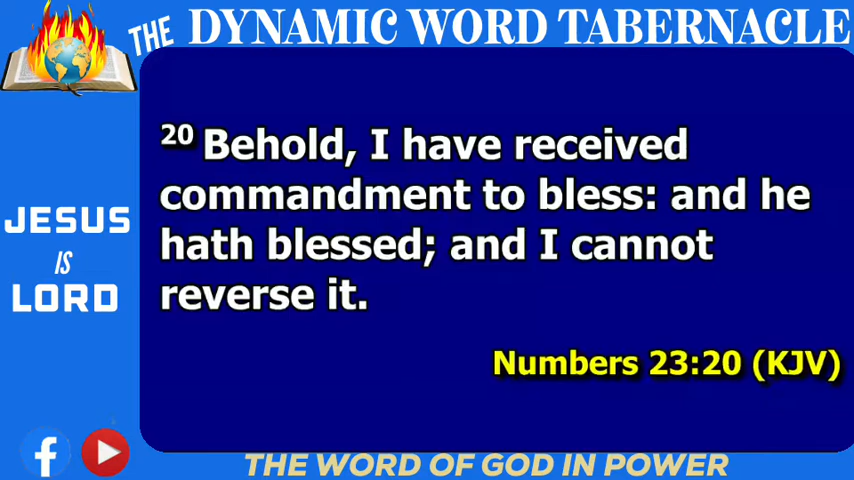 THE DYNAMIC WORD TABERNACLE
20 Behold, I have received
commandment to bless: and he
hath blessed; and I cannot
reverse it.
Numbers 23:20 (KJV)
JESUS
IS
LORD
THE WORD OF GOD IN POWER